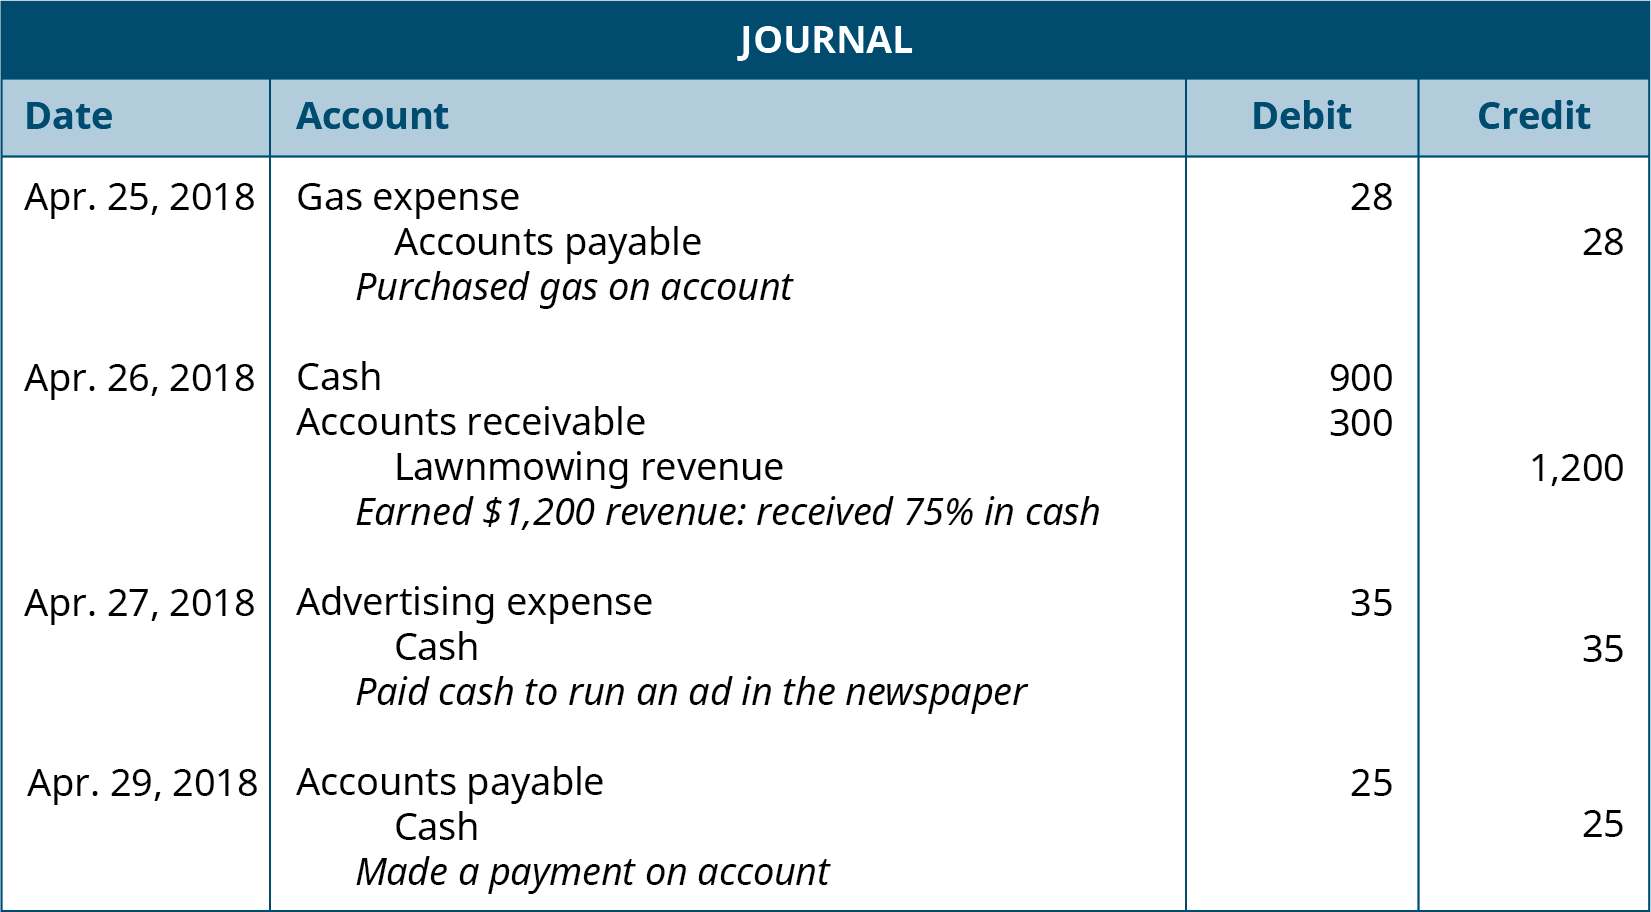 JOURNAL
Date Account Debit Credit
Apr. 25, 2018 Gas expense 28
Accounts payable 28
Purchased gas on account
Apr. 26, 2018 Cash 900
Accounts receivable 300
Lawnmowing revenue 1,200
Earned $1,200 revenue: received 75% in cash
Apr. 27, 2018 Advertising expense 35
Cash 35
Paid cash to run an ad in the newspaper
Apr. 29, 2018 Accounts payable 25
Cash 25
Made a payment on account